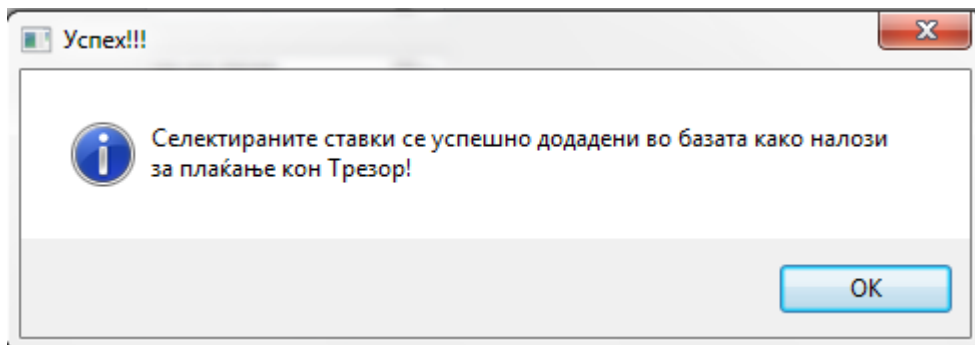 Успех!!!
Селектираните ставки се успешно додадени во базата како налози
за плаќање кон Трезор!
OK